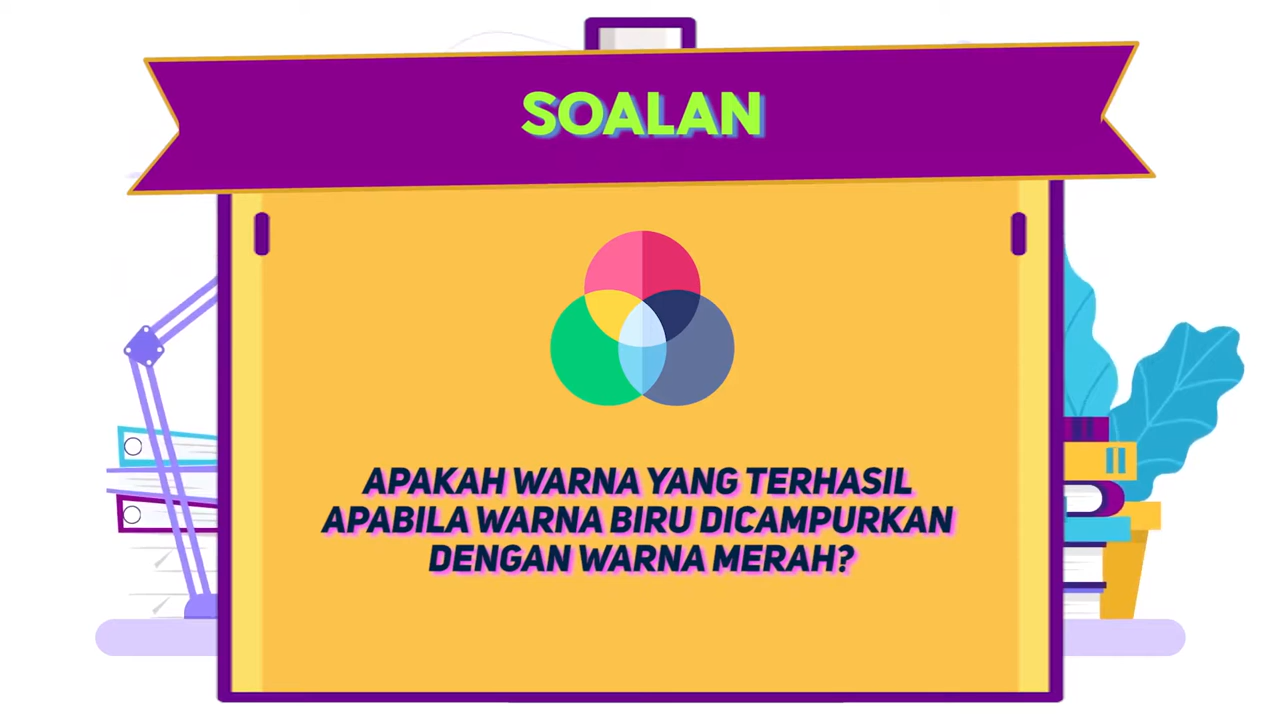 SOALAN
APAKAH WARNA YANG TERHASIL
APABILA WARNA BIRU DICAMPURKAN
DENGAN WARNA MERAH?